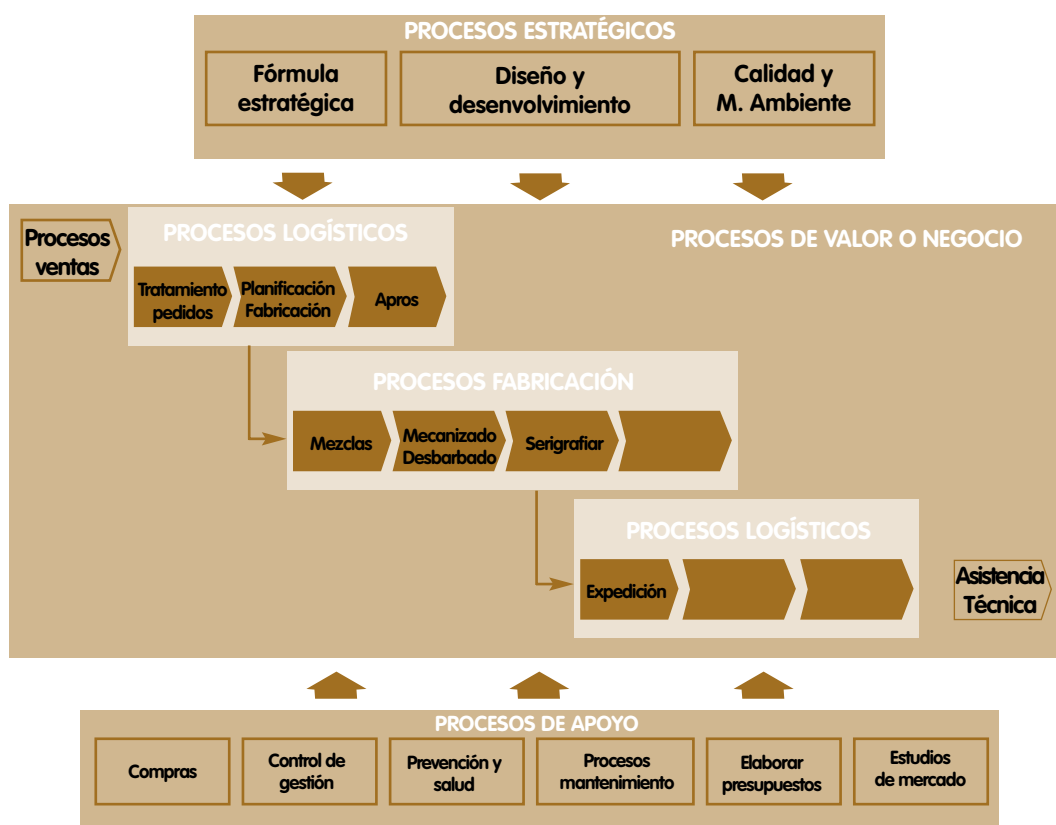 PROCESOS ESTRATÉGICOS
Fórmula
estratégica
Diseño y
desenvolvimiento
Calidad y
M. Ambiente
Procesos
ventas
PROCESOS LOGÍSTICOS
PROCESOS DE VALOR O NEGOCIO
Tratamiento
pedidos
Planificación
Fabricación
Apros
PROCESOS FABRICACIÓN
Mezclas
Mecanizado
Desbarbado
Serigrafiar
PROCESOS LOGÍSTICOS
Expedición
Asistencia
Técnica
PROCESOS DE APOYO
Compras
Control de
gestión
Prevención y
salud
Procesos
mantenimiento
Elaborar
presupuestos
Estudios
de mercado